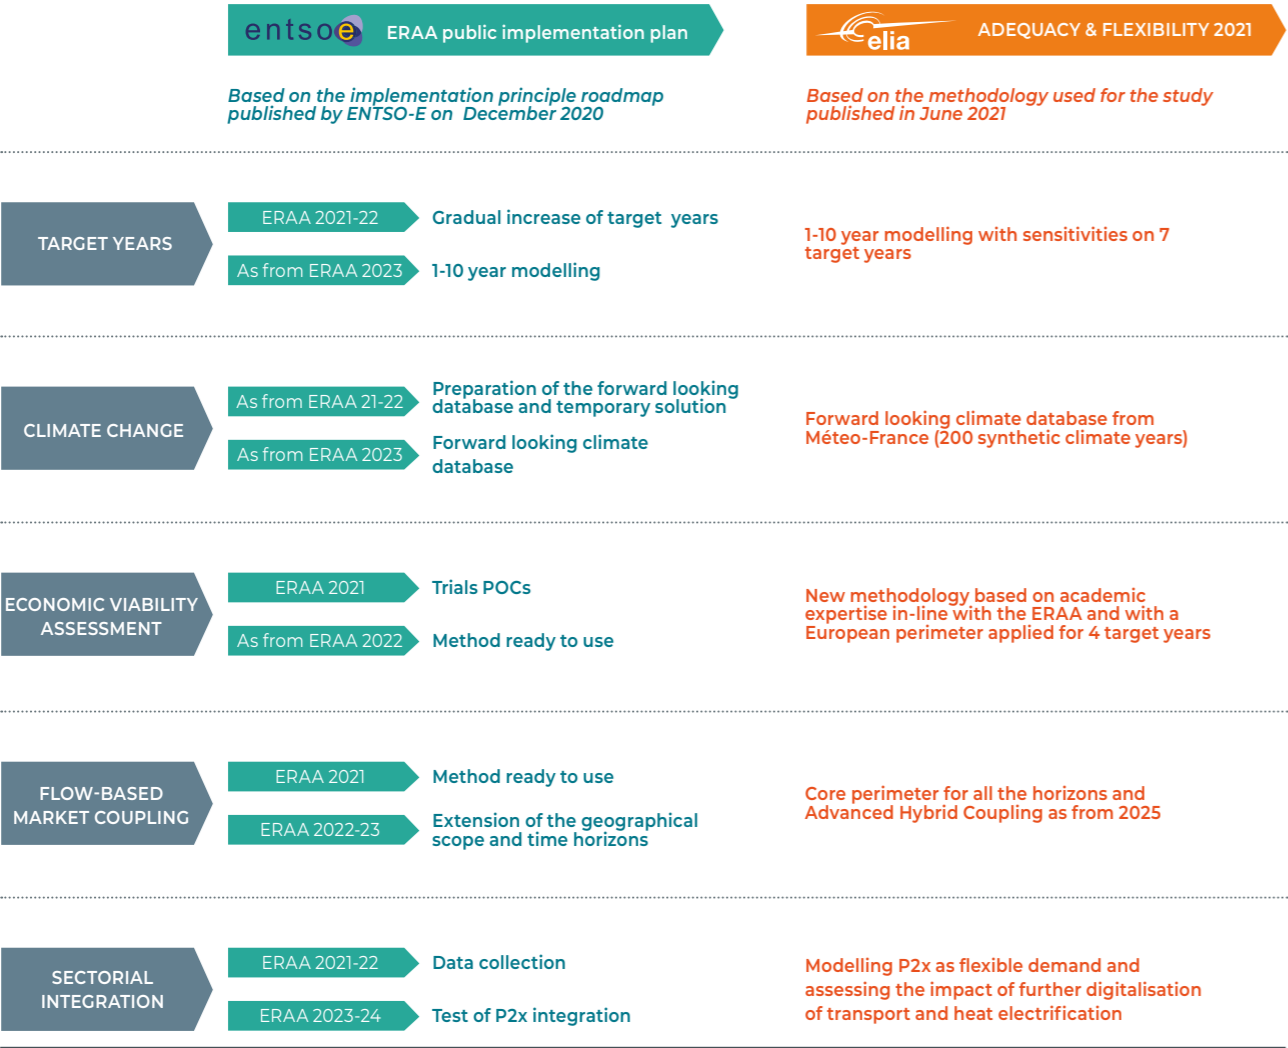 entsoe ERAA public implementation plan
elia ADEQUACY & FLEXIBILITY 2021
Based on the implementation principle roadmap
published by ENTSO-E on December 2020
Based on the methodology used for the study
published in June 2021
TARGET YEARS
ERAA 2021-22
Gradual increase of target years
As from ERAA 2023
1-10 year modelling
1-10 year modelling with sensitivities on 7
target years
CLIMATE CHANGE
As from ERAA 21-22
Preparation of the forward looking
database and temporary solution
As from ERAA 2023
Forward looking climate
database
Forward looking climate database from
Méteo-France (200 synthetic climate years)
ECONOMIC VIABILITY
ASSESSMENT
ERAA 2021
Trials POCs
As from ERAA 2022
Method ready to use
New methodology based on academic
expertise in-line with the ERAA and with a
European perimeter applied for 4 target years
FLOW-BASED
MARKET COUPLING
ERAA 2021
Method ready to use
ERAA 2022-23
Extension of the geographical
scope and time horizons
Core perimeter for all the horizons and
Advanced Hybrid Coupling as from 2025
SECTORIAL
INTEGRATION
ERAA 2021-22
Data collection
ERAA 2023-24
Test of P2x integration
Modelling P2x as flexible demand and
assessing the impact of further digitalisation
of transport and heat electrification